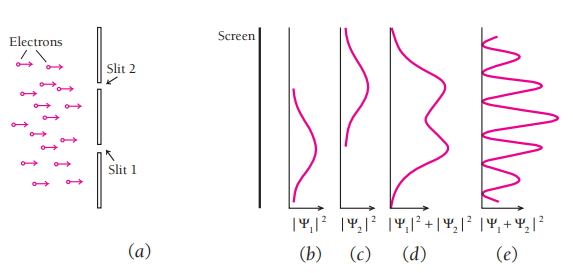 Electrons
Slit 2
Slit 1
Screen
|Ψ₁|² |Ψ₂|² |Ψ₁|²+|Ψ₂|² |Ψ₁+Ψ₂|²
(a) (b) (c) (d) (e)